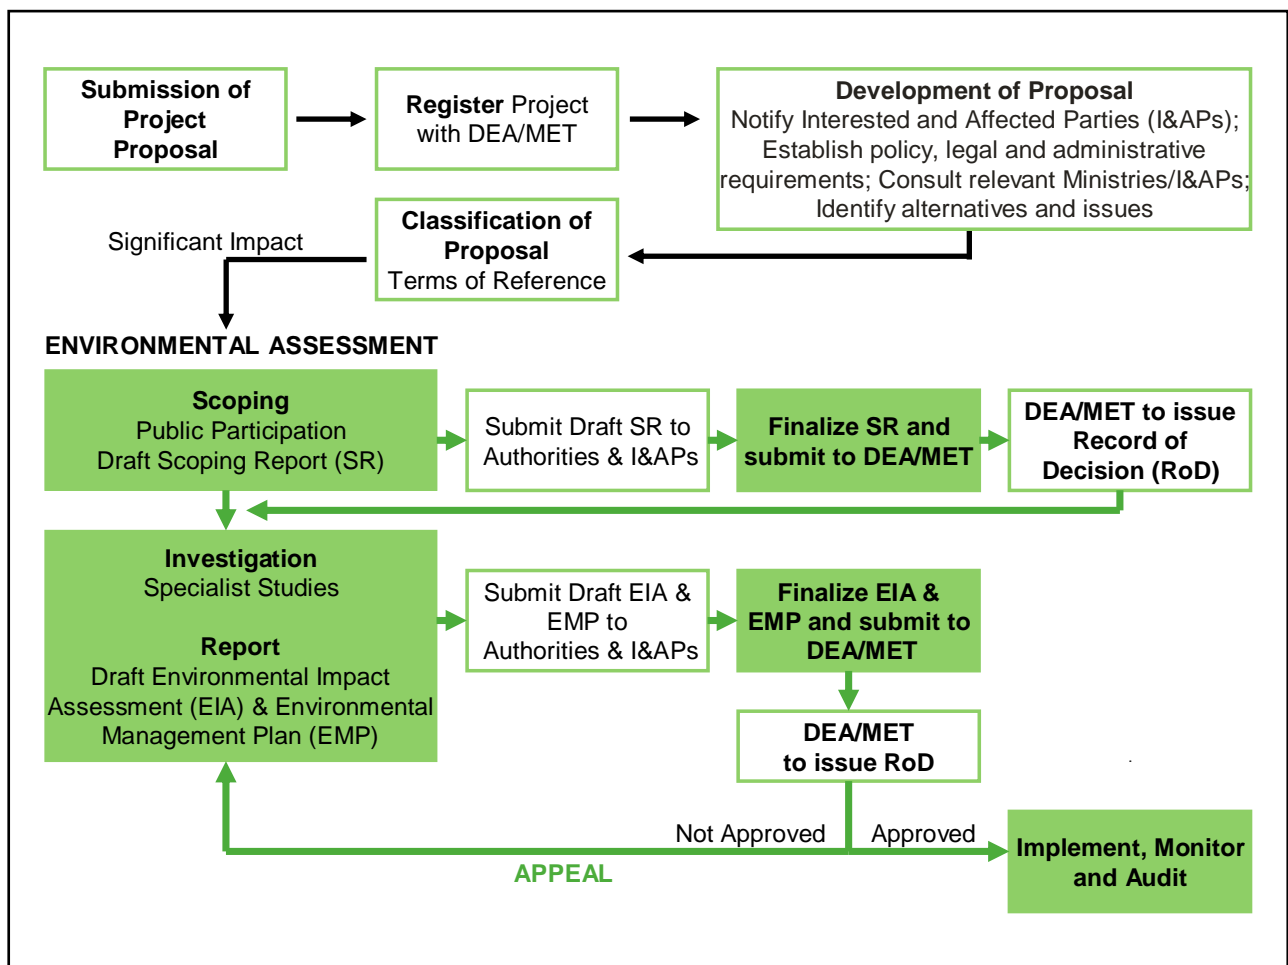 Submission of
Project
Proposal
Register Project
with DEA/MET
Development of Proposal
Notify Interested and Affected Parties (I&APs);
Establish policy, legal and administrative
requirements; Consult relevant Ministries/I&APs;
Identify alternatives and issues
Significant Impact
Classification of
Proposal
Terms of Reference
ENVIRONMENTAL ASSESSMENT
Scoping
Public Participation
Draft Scoping Report (SR)
Submit Draft SR to
Authorities & I&APs
Finalize SR and
submit to DEA/MET
DEA/MET to issue
Record of
Decision (RoD)
Investigation
Specialist Studies
Report
Draft Environmental Impact
Assessment (EIA) & Environmental
Management Plan (EMP)
Submit Draft EIA &
EMP to
Authorities & I&APs
Finalize EIA &
EMP and submit to
DEA/MET
DEA/MET
to issue RoD
Not Approved
Approved
APPEAL
Implement, Monitor
and Audit